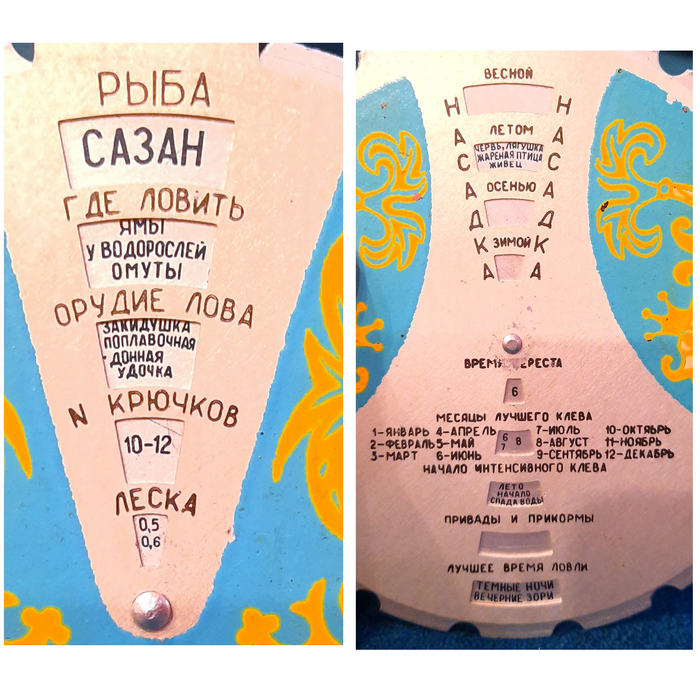 РЫБА
САЗАН
ГДЕ ЛОВИТЬ
ЯМЫ
У ВОДОРОСЛЕЙ
ОМУТЫ
ОРУДИЕ ЛОВА
ЗАКИДУШКА
ПОПЛАВОЧНАЯ
ДОННАЯ
УДОЧКА
N КРЮЧКОВ
10-12
ЛЕСКА
0,5
0,6
ВЕСНОЙ
НАСАДКА НАСАДКА
ЛЕТОМ
ЧЕРВЬ, ЛЯГУШКА
ЖАРЕНАЯ ПТИЦА
ЖИВЕЦ
ОСЕНЬЮ
ЗИМОЙ
ВРЕМЯ НЕРЕСТА
6
МЕСЯЦЫ ЛУЧШЕГО КЛЕВА
1-ЯНВАРЬ 4-АПРЕЛЬ 7-ИЮЛЬ 10-ОКТЯБРЬ
2-ФЕВРАЛЬ 5-МАЙ 6 7 8 8-АВГУСТ 11-НОЯБРЬ
3-МАРТ 6-ИЮНЬ 9-СЕНТЯБРЬ 12-ДЕКАБРЬ
НАЧАЛО ИНТЕНСИВНОГО КЛЕВА
ЛЕТО
НАЧАЛО
СПАДА ВОДЫ
ПРИВАДЫ И ПРИКОРМЫ
ЛУЧШЕЕ ВРЕМЯ ЛОВЛИ
ТЕМНЫЕ НОЧИ
ВЕЧЕРНИЕ ЗОРИ